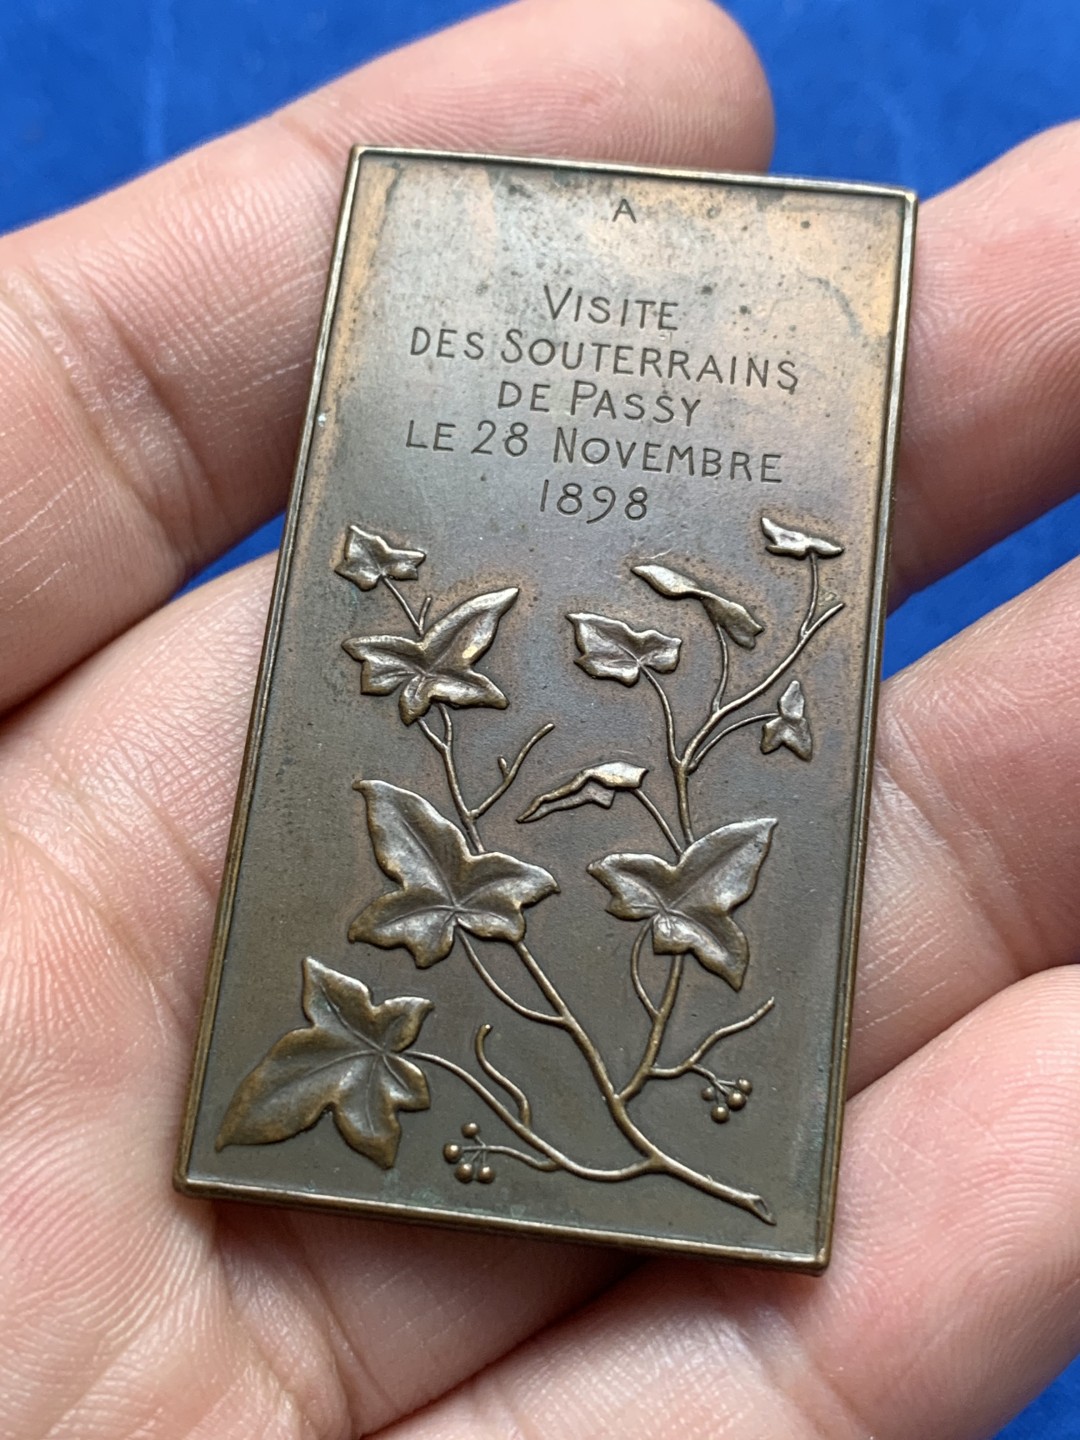 A
VISITE
DES SOUTERRAINS
DE PASSY
LE 28 NOVEMBRE
1898